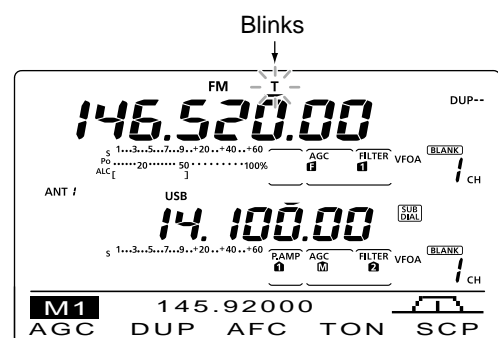 Blinks
FM T
146.520.00 DUP--
S 1...3...5...7...9...+20...+40...+60
Po ......20...... 50 ..........100% AGC FILTER VFOA BLANK
ALC [ ] F 1 1 CH
ANT 1
USB
14.100.00 SUB DIAL
S 1...3...5...7...9...+20...+40...+60 P.AMP AGC FILTER VFOA BLANK
1 M 2 1 CH
M1 145.92000
AGC DUP AFC TON SCP